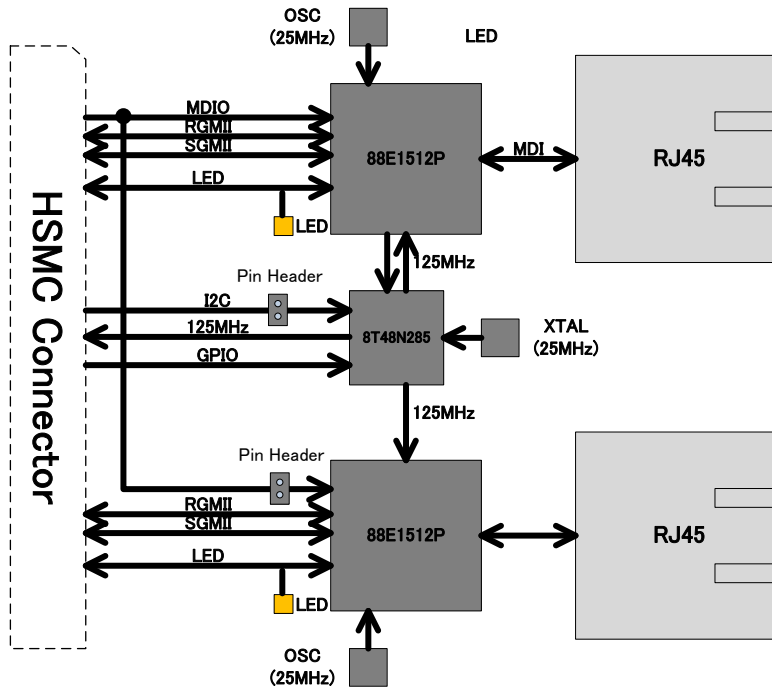 OSC
(25MHz)
LED
MDIO
RGMII
SGMII
LED
LED
88E1512P
MDI
RJ45
HSMC Connector
125MHz
Pin Header
I2C
125MHz
GPIO
8T48N285
XTAL
(25MHz)
125MHz
Pin Header
RGMII
SGMII
LED
LED
88E1512P
RJ45
OSC
(25MHz)